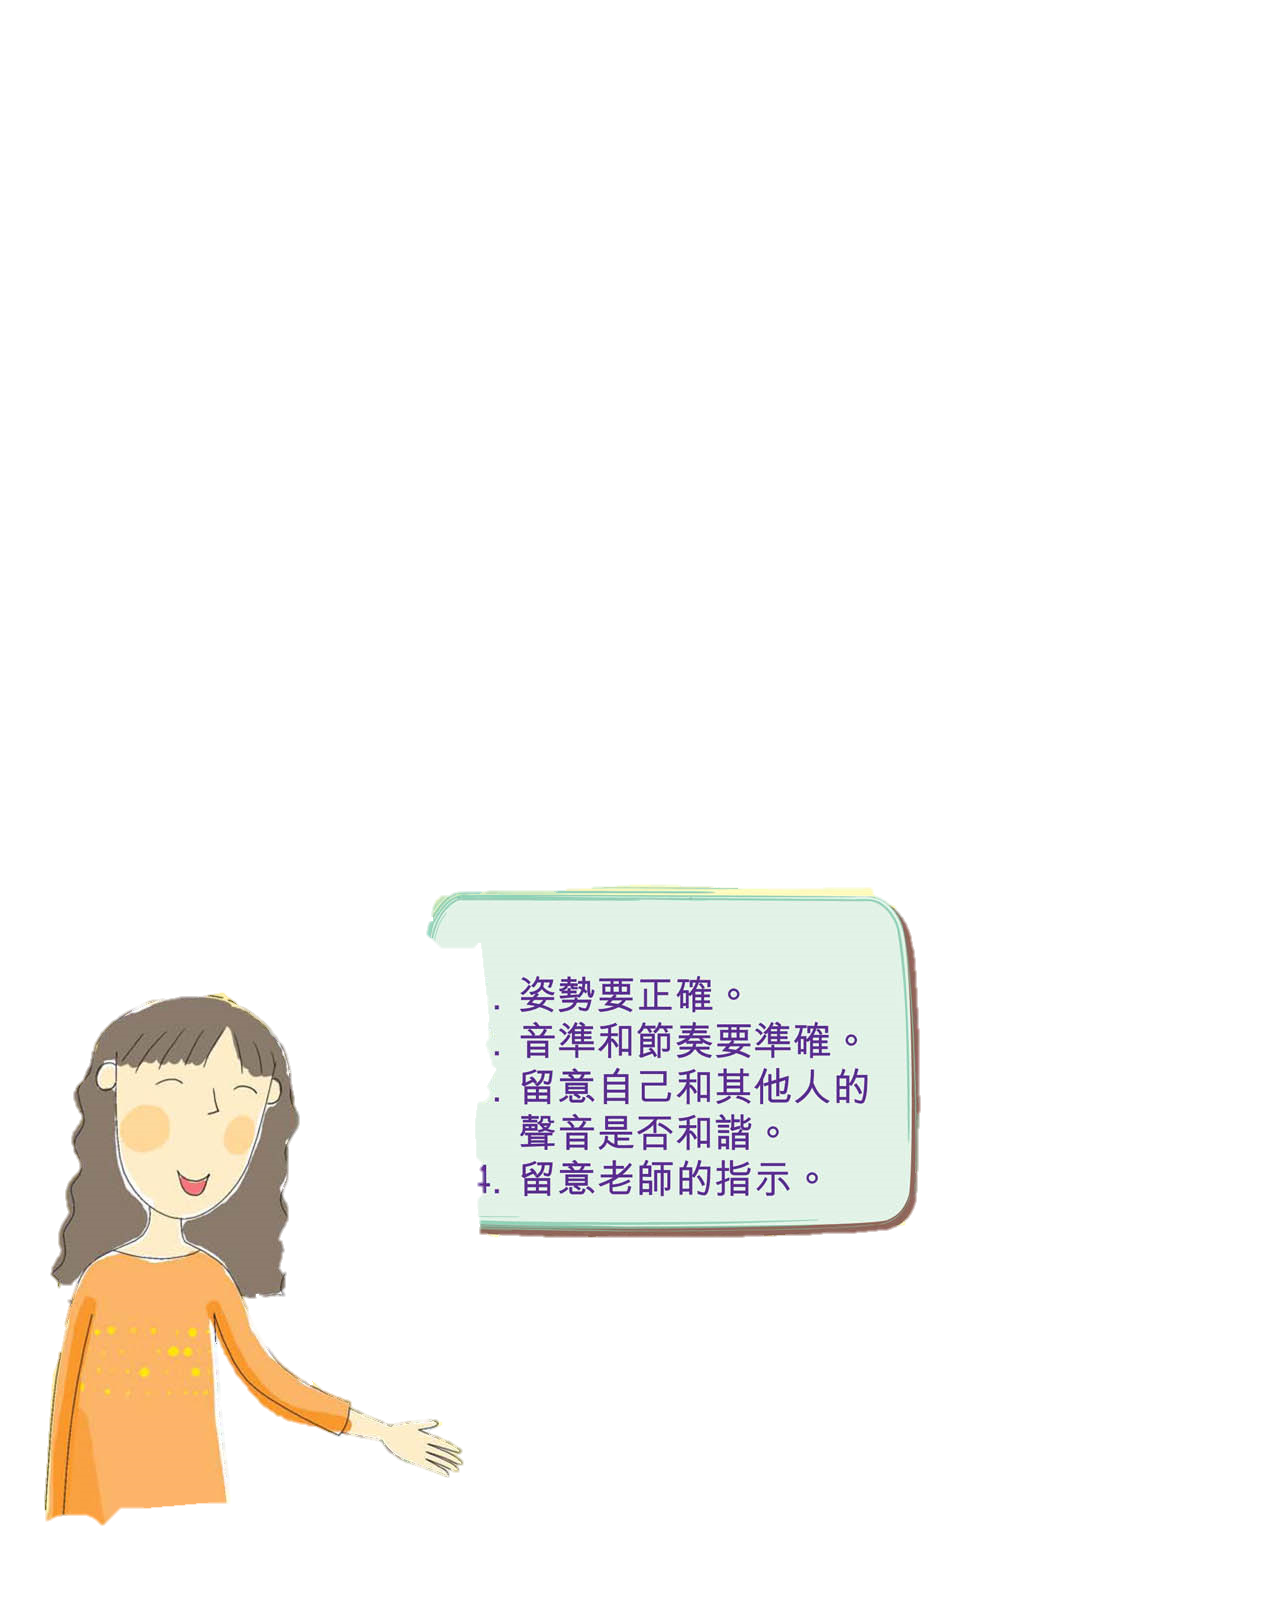 . 姿勢要正確。
. 音準和節奏要準確。
. 留意自己和其他人的
聲音是否和諧。
4. 留意老師的指示。